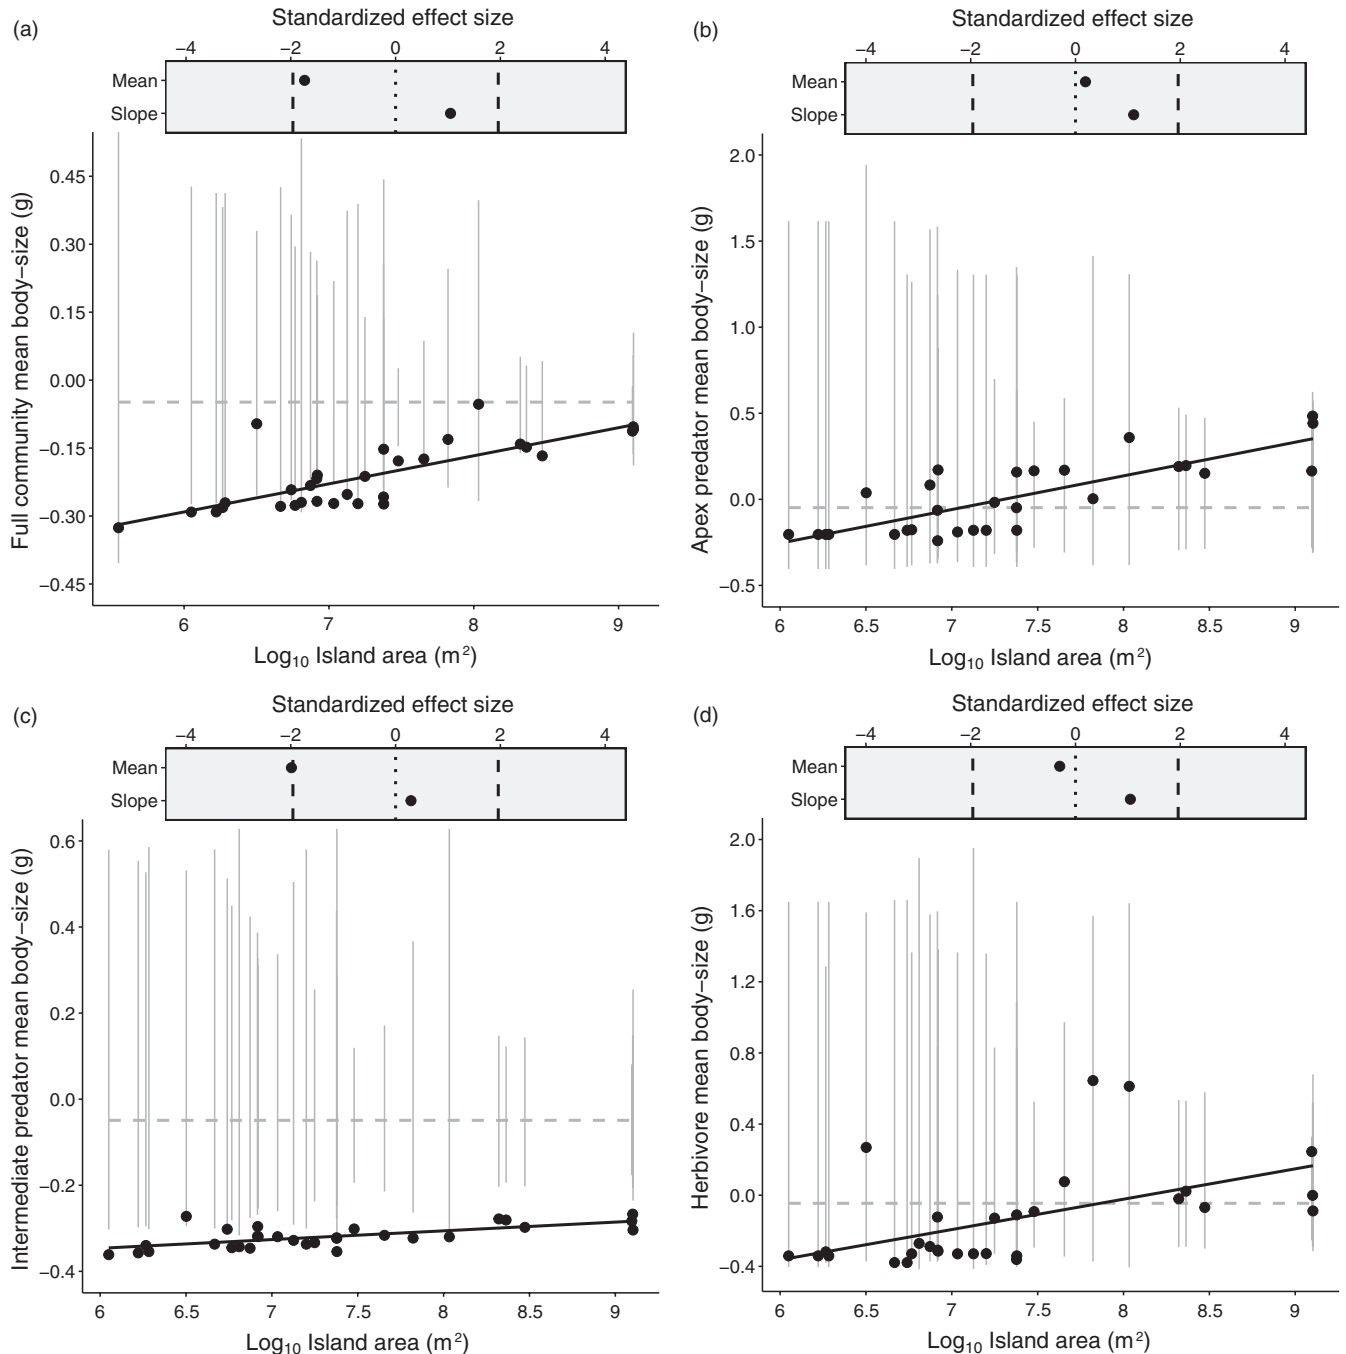 (a)
Standardized effect size
−4 −2 0 2 4
Mean
Slope
Full community mean body−size (g)
0.45
0.30
0.15
0.00
−0.15
−0.30
−0.45
6 7 8 9
Log10 Island area (m²)
(b)
Standardized effect size
−4 −2 0 2 4
Mean
Slope
Apex predator mean body−size (g)
2.0
1.5
1.0
0.5
0.0
−0.5
6 6.5 7 7.5 8 8.5 9
Log10 Island area (m²)
(c)
Standardized effect size
−4 −2 0 2 4
Mean
Slope
Intermediate predator mean body−size (g)
0.6
0.4
0.2
0.0
−0.2
−0.4
6 6.5 7 7.5 8 8.5 9
Log10 Island area (m²)
(d)
Standardized effect size
−4 −2 0 2 4
Mean
Slope
Herbivore mean body−size (g)
2.0
1.6
1.2
0.8
0.4
0.0
−0.4
6 6.5 7 7.5 8 8.5 9
Log10 Island area (m²)